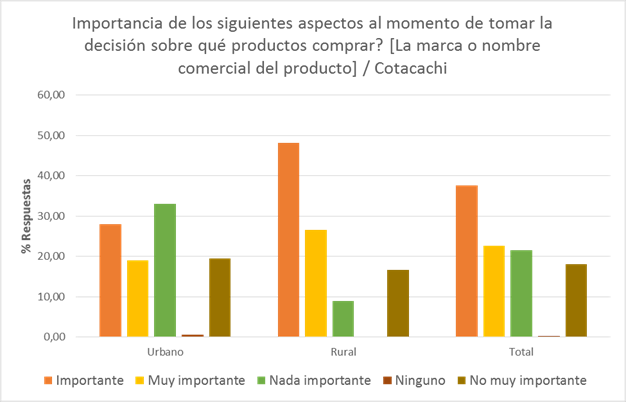 Importancia de los siguientes aspectos al momento de tomar la
decisión sobre qué productos comprar? [La marca o nombre
comercial del producto] / Cotacachi
60,00
50,00
40,00
30,00
20,00
10,00
0,00
% Respuestas
Urbano
Rural
Total
Importante
Muy importante
Nada importante
Ninguno
No muy importante